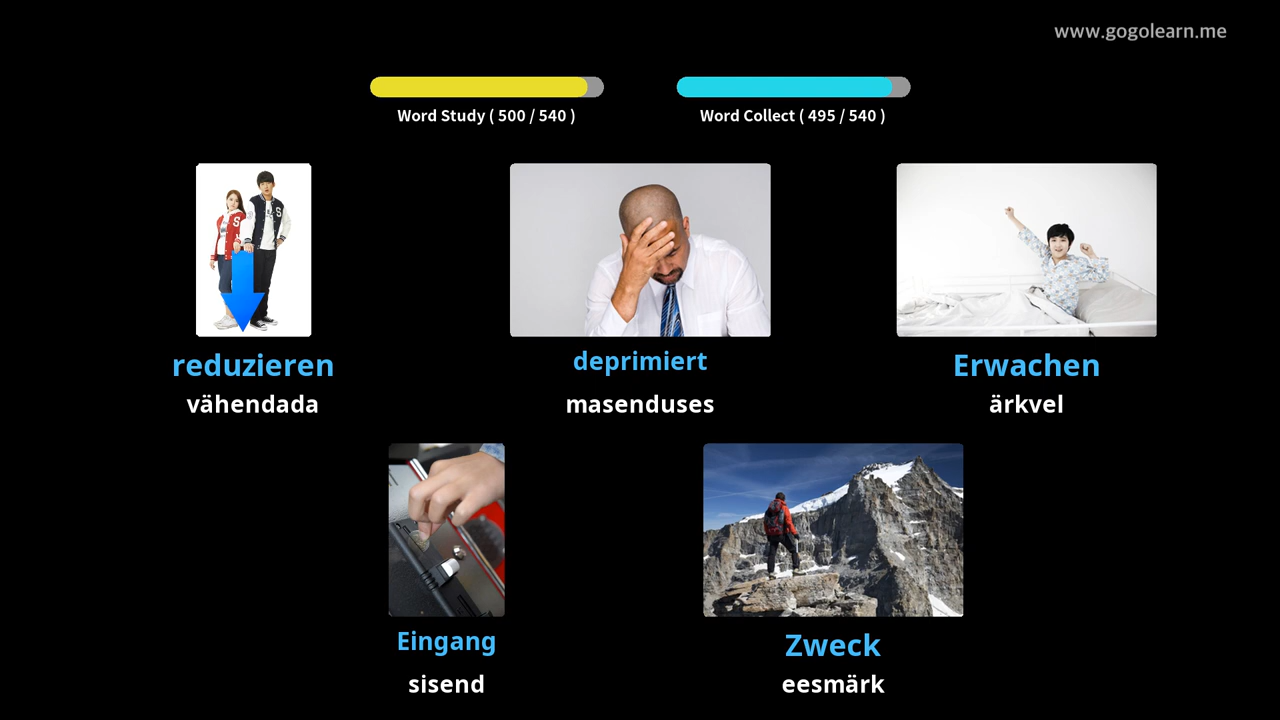 www.gogolearn.me
Word Study ( 500 / 540 )
Word Collect ( 495 / 540 )
S
S
reduzieren
vähendada
deprimiert
masenduses
Erwachen
ärkvel
Eingang
sisend
Zweck
eesmärk